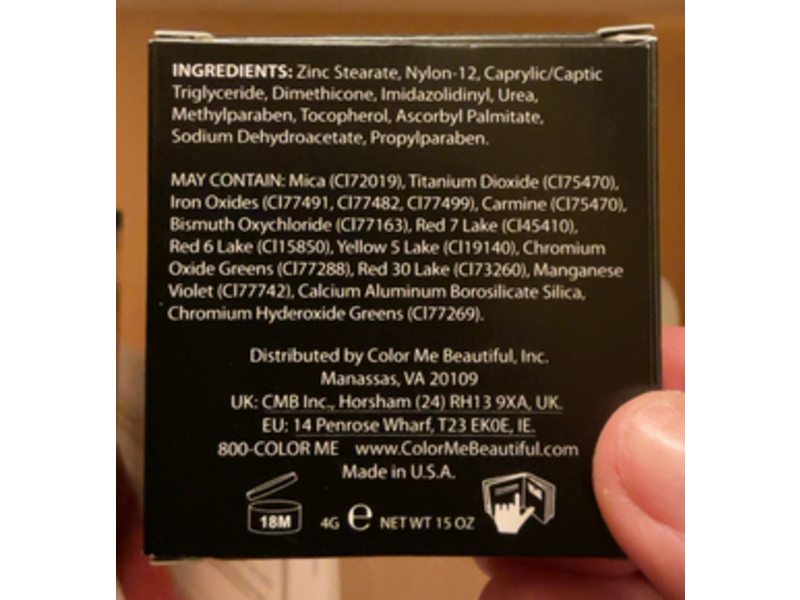 INGREDIENTS: Zinc Stearate, Nylon-12, Caprylic/Captic
Triglyceride, Dimethicone, Imidazolidinyl, Urea,
Methylparaben, Tocopherol, Ascorbyl Palmitate,
Sodium Dehydroacetate, Propylparaben.
MAY CONTAIN: Mica (CI72019), Titanium Dioxide (CI75470),
Iron Oxides (CI77491, CI77482, CI77499), Carmine (CI75470),
Bismuth Oxychloride (CI77163), Red 7 Lake (CI45410),
Red 6 Lake (CI15850), Yellow 5 Lake (CI19140), Chromium
Oxide Greens (CI77288), Red 30 Lake (CI73260), Manganese
Violet (CI77742), Calcium Aluminum Borosilicate Silica,
Chromium Hyderoxide Greens (CI77269).
Distributed by Color Me Beautiful, Inc.
Manassas, VA 20109
UK: CMB Inc., Horsham (24) RH13 9XA, UK.
EU: 14 Penrose Wharf, T23 EK0E, IE.
800-COLOR ME www.ColorMeBeautiful.com
Made in U.S.A.
18M 4G e NET WT 15 OZ